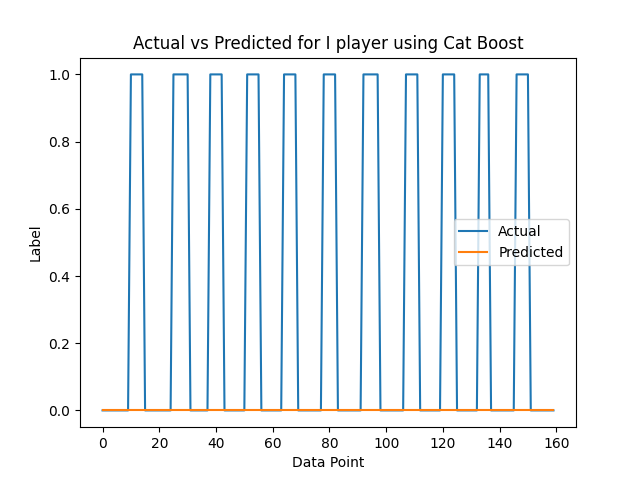 Actual vs Predicted for I player using Cat Boost
1.0
0.8
0.6
0.4
0.2
0.0
Label
Actual
Predicted
0 20 40 60 80 100 120 140 160
Data Point